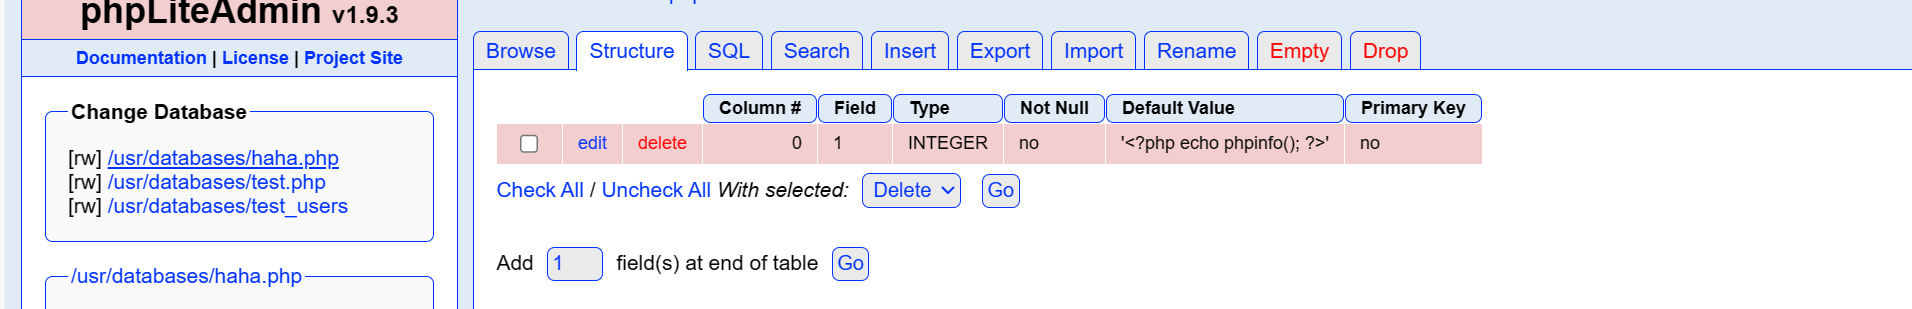 phpLiteAdmin v1.9.3
Documentation | License | Project Site
Change Database
[rw] /usr/databases/haha.php
[rw] /usr/databases/test.php
[rw] /usr/databases/test_users
/usr/databases/haha.php
Browse Structure SQL Search Insert Export Import Rename Empty Drop
Column # Field Type Not Null Default Value Primary Key
edit delete 0 1 INTEGER no '<?php echo phpinfo(); ?>' no
Check All / Uncheck All With selected: Delete Go
Add 1 field(s) at end of table Go